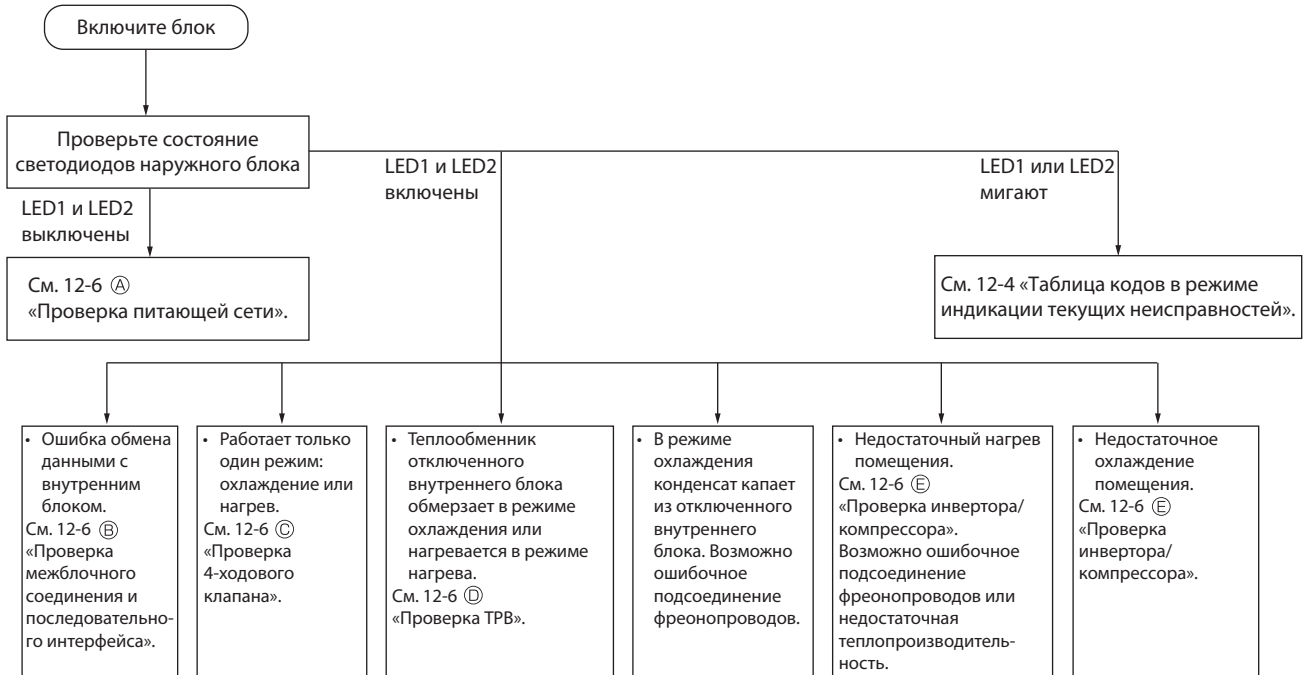 Включите блок
Проверьте состояние
светодиодов наружного блока
LED1 и LED2
выключены
LED1 и LED2
включены
LED1 или LED2
мигают
См. 12-6 Ⓐ
«Проверка питающей сети».
См. 12-4 «Таблица кодов в режиме
индикации текущих неисправностей».
• Ошибка обмена
данными с
внутренним
блоком.
См. 12-6 Ⓑ
«Проверка
межблочного
соединения и
последовательно-
го интерфейса».
• Работает только
один режим:
охлаждение или
нагрев.
См. 12-6 Ⓒ
«Проверка
4-ходового
клапана».
• Теплообменник
отключенного
внутреннего блока
обмерзает в режиме
охлаждения или
нагревается в режиме
нагрева.
См. 12-6 Ⓓ
«Проверка ТРВ».
• В режиме
охлаждения
конденсат капает
из отключенного
внутреннего
блока. Возможно
ошибочное
подсоединение
фреонопроводов.
• Недостаточный нагрев
помещения.
См. 12-6 Ⓔ
«Проверка инвертора/
компрессора».
Возможно ошибочное
подсоединение
фреонопроводов или
недостаточная
теплопроизводитель-
ность.
• Недостаточное
охлаждение
помещения.
См. 12-6 Ⓔ
«Проверка
инвертора/
компрессора».